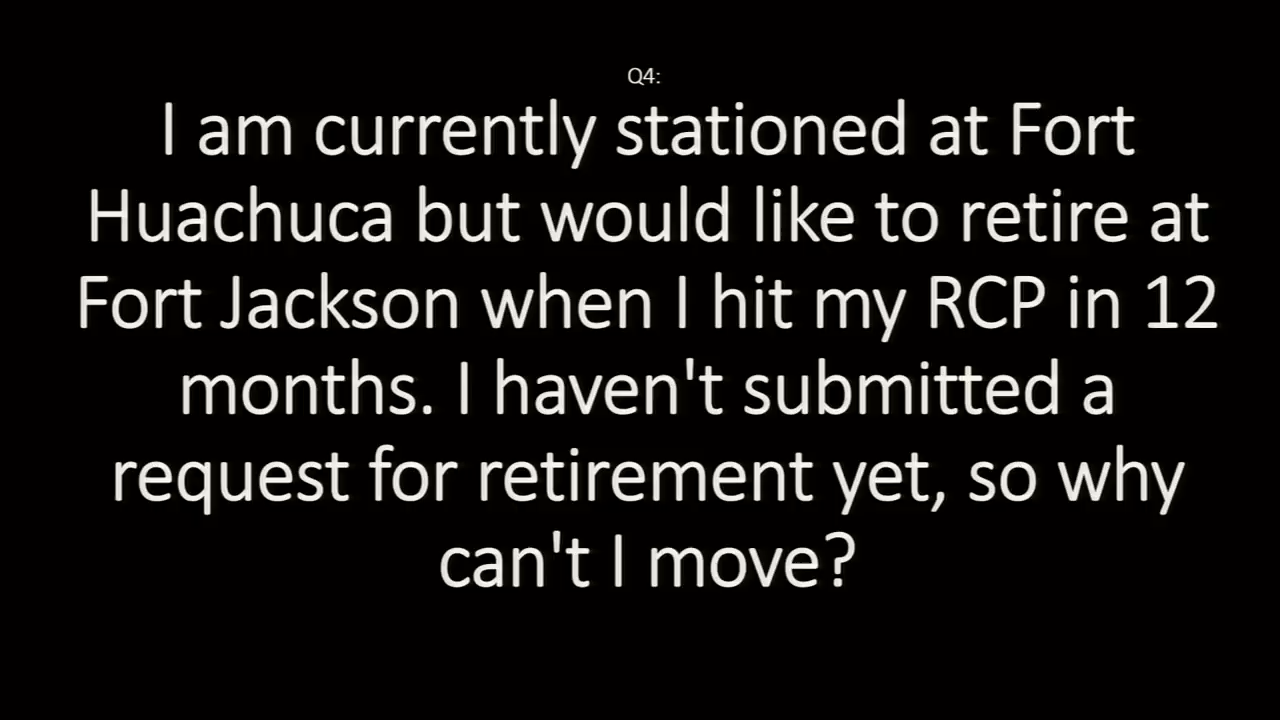 Q4:
I am currently stationed at Fort
Huachuca but would like to retire at
Fort Jackson when I hit my RCP in 12
months. I haven't submitted a
request for retirement yet, so why
can't I move?